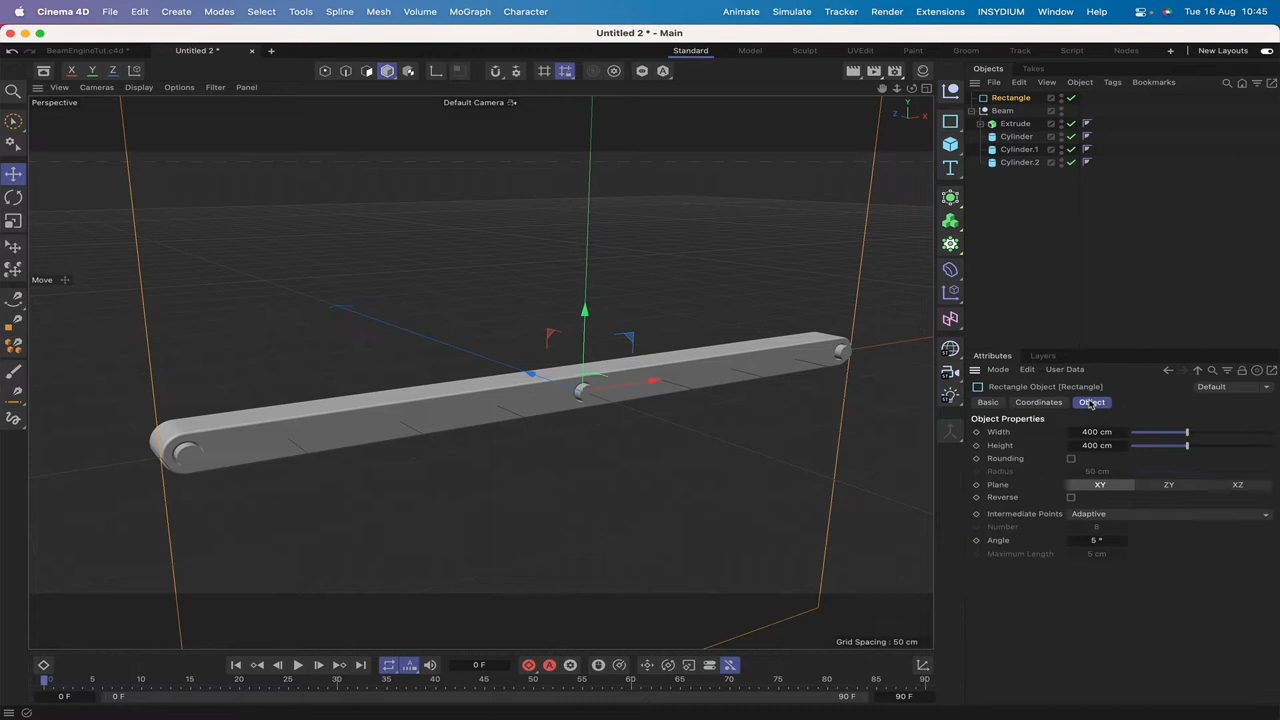 Cinema 4D File Edit Create Modes Select Tools Spline Mesh Volume MoGraph Character Animate Simulate Tracker Render Extensions INSYDIUM Window Help Tue 16 Aug 10:45
Untitled 2 * - Main
BeamEngineTut.c4d * Untitled 2 * × + Standard Model Sculpt UVEdit Paint Groom Track Script Nodes + New Layouts
X Y Z
View Cameras Display Options Filter Panel
Perspective Default Camera
Y
Z X
Move
Grid Spacing : 50 cm
Objects Takes
File Edit View Object Tags Bookmarks
Rectangle
Beam
Extrude
Cylinder
Cylinder.1
Cylinder.2
T
ST
ST
ST
Attributes Layers
Mode Edit User Data
Rectangle Object [Rectangle] Default
Basic Coordinates Object
Object Properties
Width 400 cm
Height 400 cm
Rounding
Radius 50 cm
Plane XY ZY XZ
Reverse
Intermediate Points Adaptive
Number 8
Angle 5 °
Maximum Length 5 cm
0 F
0 5 10 15 20 25 30 35 40 45 50 55 60 65 70 75 80 85 90
0 F 0 F 90 F 90 F